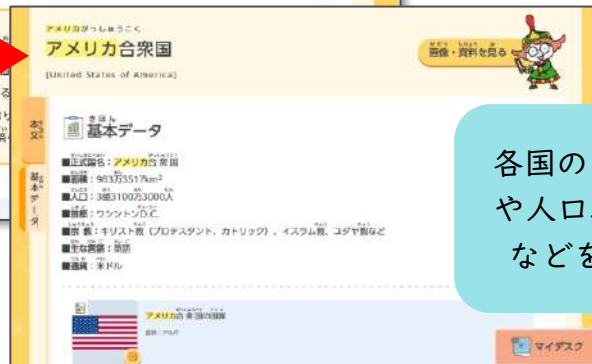 アメリカがっしゅうこく
アメリカ合衆国
[United States of America]
画像・資料を見る
本文
基本データ
基本データ
■正式国名：アメリカ合衆国
■面積：983万3517km²
■人口：3億3100万3000人
■首都：ワシントンD.C.
■宗教：キリスト教（プロテスタント、カトリック）、イスラム教、ユダヤ教など
■主な言語：英語
■通貨：米ドル
アメリカ合衆国の国旗
各国の
や人口
などを
マイデスク